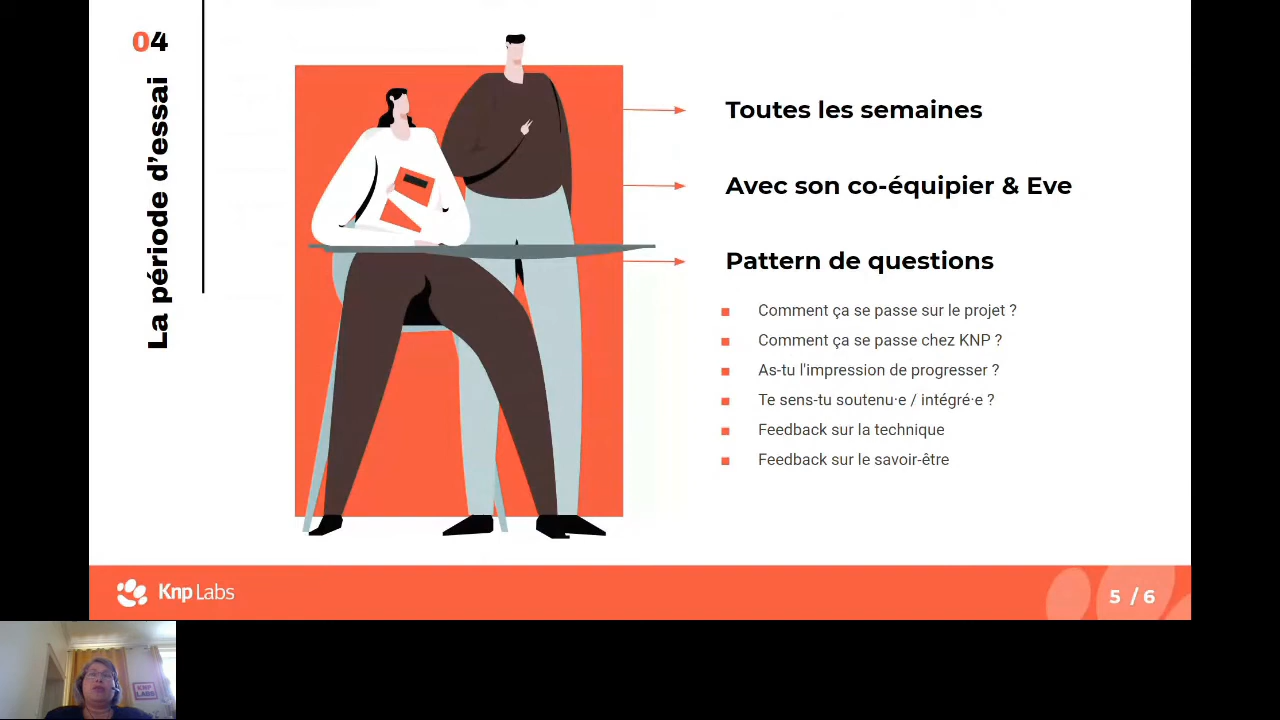 04
La période d'essai
Toutes les semaines
Avec son co-équipier & Eve
Pattern de questions
Comment ça se passe sur le projet ?
Comment ça se passe chez KNP ?
As-tu l'impression de progresser ?
Te sens-tu soutenu·e / intégré·e ?
Feedback sur la technique
Feedback sur le savoir-être
Knp Labs
5 / 6
KNP
LABS